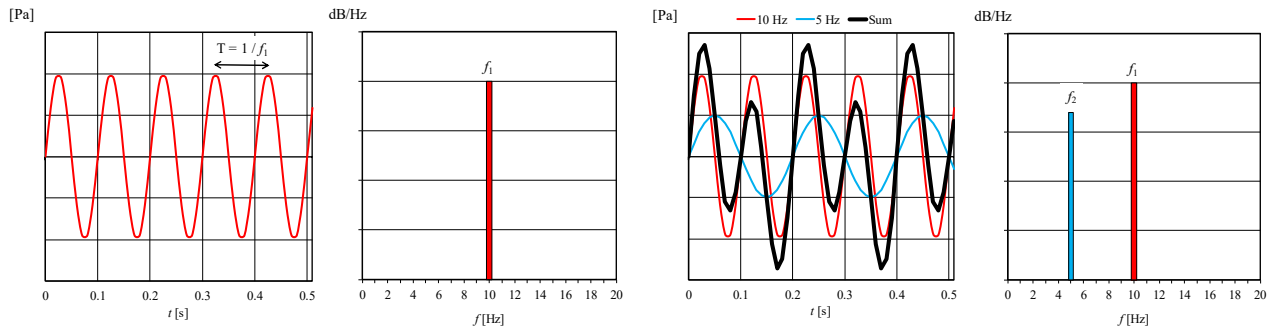 [Pa]
T = 1 / f₁
0 0.1 0.2 0.3 0.4 0.5
t [s]
dB/Hz
f₁
0 2 4 6 8 10 12 14 16 18 20
f [Hz]
[Pa]
10 Hz 5 Hz Sum
0 0.1 0.2 0.3 0.4 0.5
t [s]
dB/Hz
f₁
f₂
0 2 4 6 8 10 12 14 16 18 20
f [Hz]